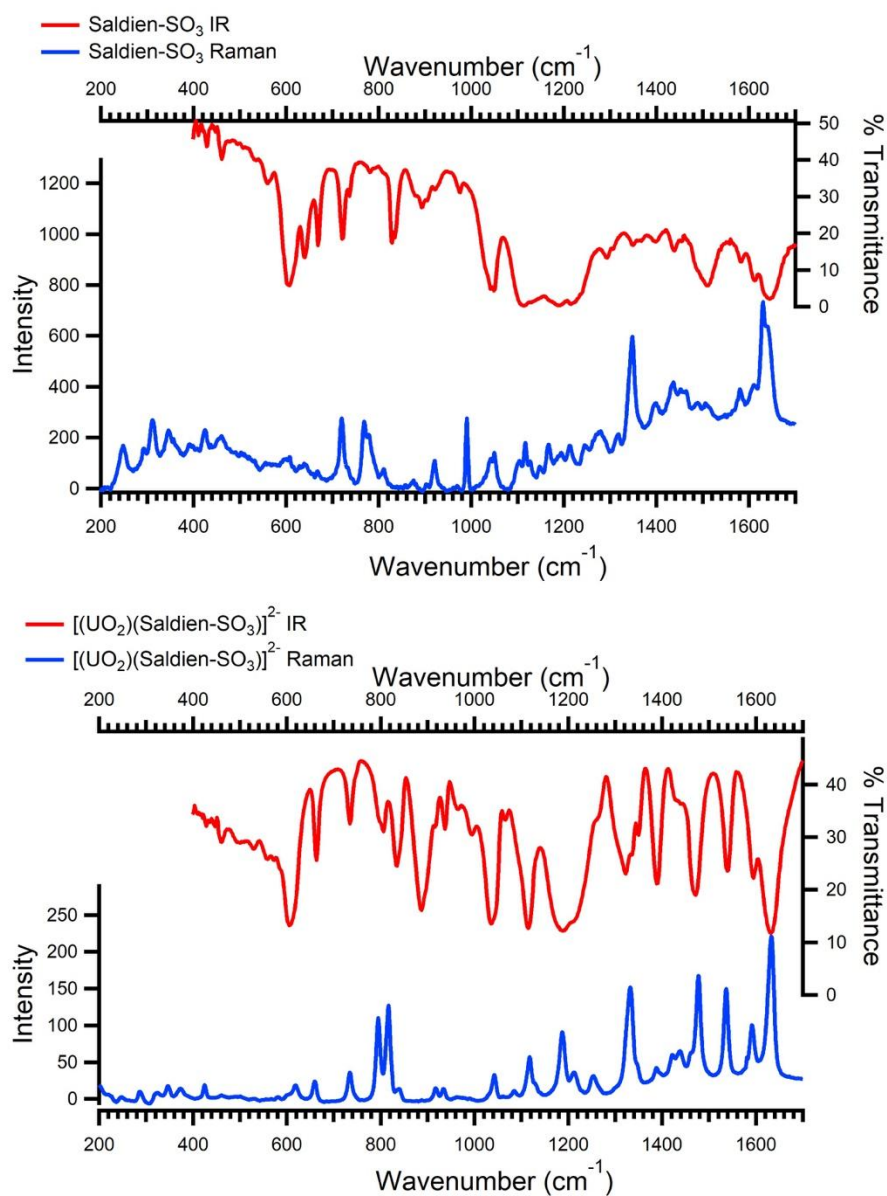 Saldien-SO₃ IR
Saldien-SO₃ Raman
Wavenumber (cm⁻¹)
200 400 600 800 1000 1200 1400 1600
50
40
30
20
10
0
% Transmittance
1200
1000
800
600
400
200
0
Intensity
200 400 600 800 1000 1200 1400 1600
Wavenumber (cm⁻¹)
[(UO₂)(Saldien-SO₃)]²⁻ IR
[(UO₂)(Saldien-SO₃)]²⁻ Raman
Wavenumber (cm⁻¹)
200 400 600 800 1000 1200 1400 1600
40
30
20
10
0
% Transmittance
250
200
150
100
50
0
Intensity
200 400 600 800 1000 1200 1400 1600
Wavenumber (cm⁻¹)